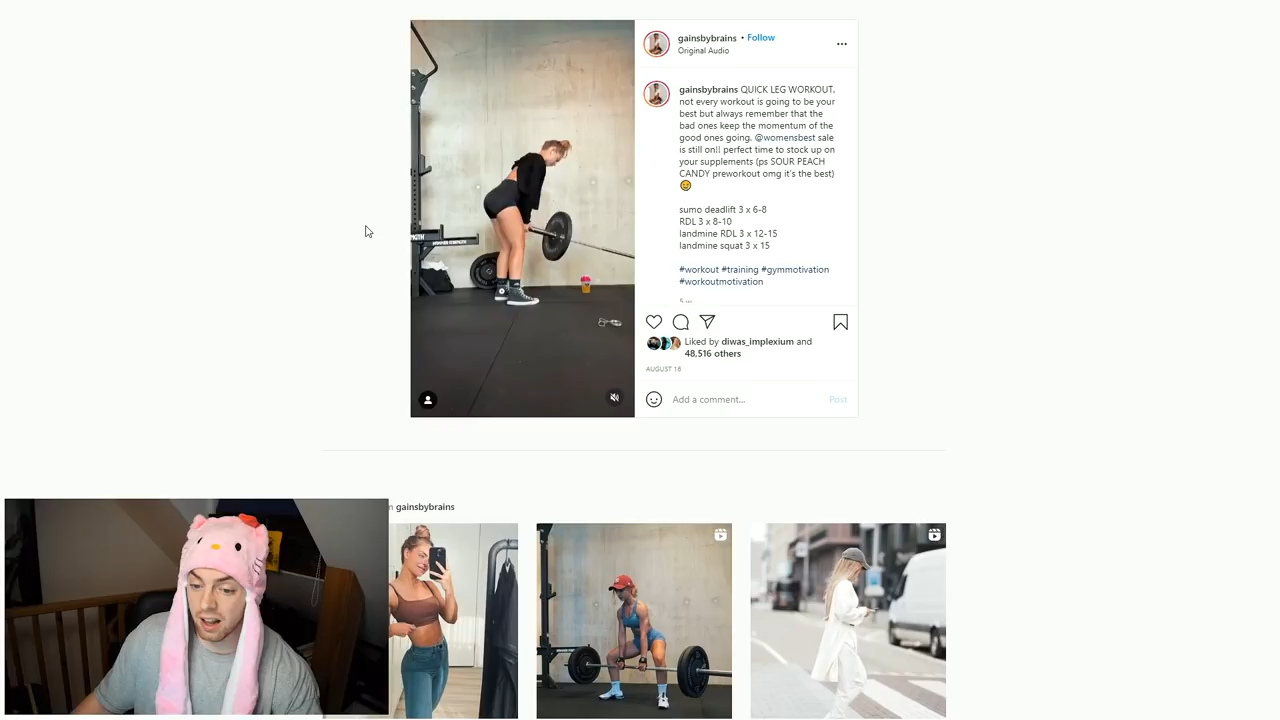 gainsbybrains • Follow
Original Audio
gainsbybrains QUICK LEG WORKOUT.
not every workout is going to be your
best but always remember that the
bad ones keep the momentum of the
good ones going. @womensbest sale
is still on!! perfect time to stock up on
your supplements (ps SOUR PEACH
CANDY preworkout omg it's the best)
sumo deadlift 3 x 6-8
RDL 3 x 8-10
landmine RDL 3 x 12-15
landmine squat 3 x 15
#workout #training #gymmotivation
#workoutmotivation
Liked by diwas_implexium and
48,516 others
AUGUST 16
Add a comment... Post
gainsbybrains